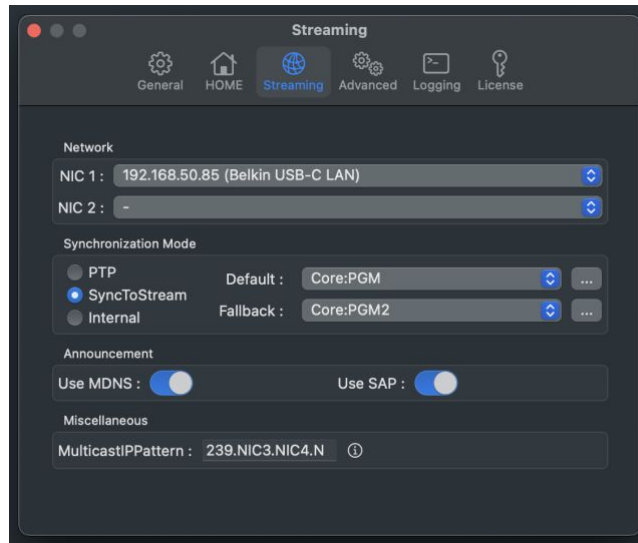 Streaming
General HOME Streaming Advanced Logging License
Network
NIC 1 : 192.168.50.85 (Belkin USB-C LAN)
NIC 2 : -
Synchronization Mode
PTP
SyncToStream
Internal
Default : Core:PGM ...
Fallback : Core:PGM2 ...
Announcement
Use MDNS : Use SAP :
Miscellaneous
MulticastIPPattern : 239.NIC3.NIC4.N